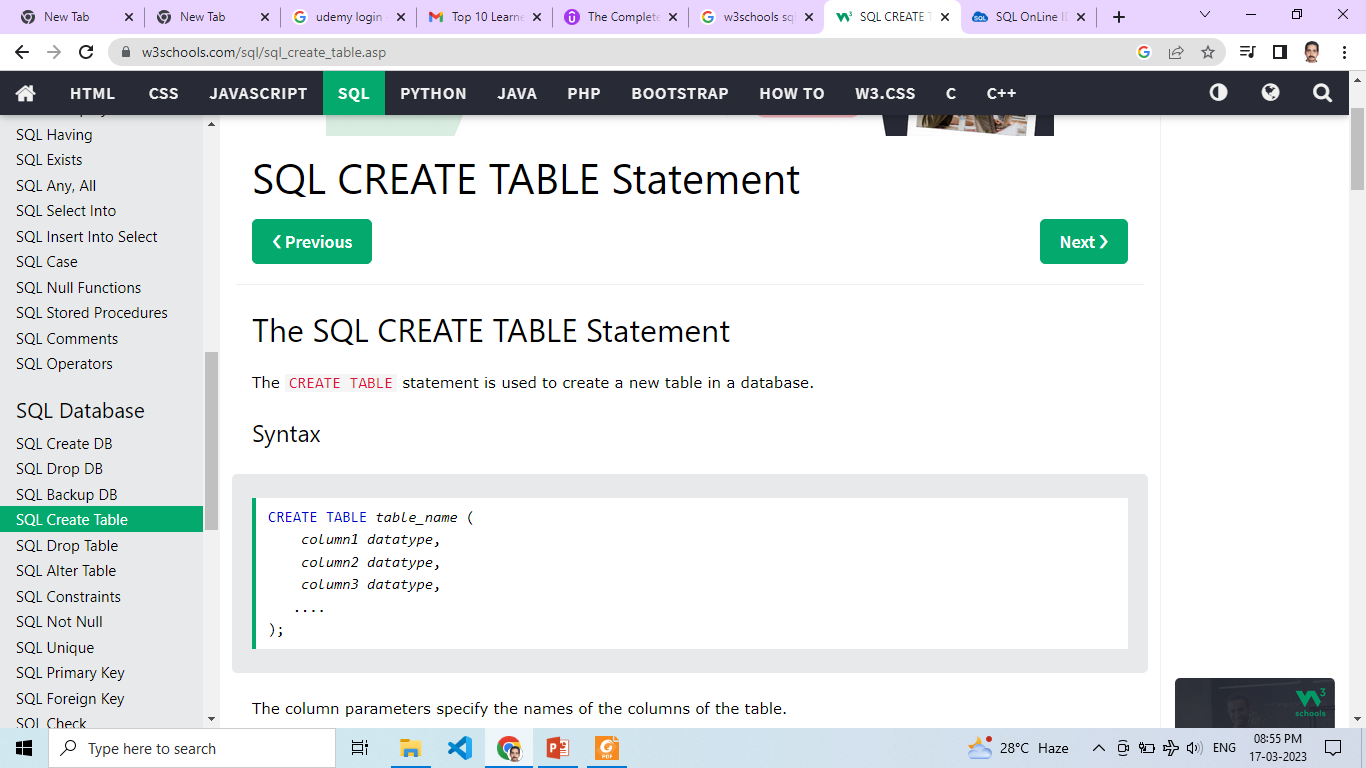 New Tab
New Tab
udemy login
Top 10 Learne
The Complete
w3schools sq
SQL CREATE T
SQL OnLine I
w3schools.com/sql/sql_create_table.asp
HTML CSS JAVASCRIPT SQL PYTHON JAVA PHP BOOTSTRAP HOW TO W3.CSS C C++
SQL Having
SQL Exists
SQL Any, All
SQL Select Into
SQL Insert Into Select
SQL Case
SQL Null Functions
SQL Stored Procedures
SQL Comments
SQL Operators
SQL Database
SQL Create DB
SQL Drop DB
SQL Backup DB
SQL Create Table
SQL Drop Table
SQL Alter Table
SQL Constraints
SQL Not Null
SQL Unique
SQL Primary Key
SQL Foreign Key
SQL Check
SQL CREATE TABLE Statement
❮ Previous
Next ❯
The SQL CREATE TABLE Statement
The CREATE TABLE statement is used to create a new table in a database.
Syntax
CREATE TABLE table_name (
column1 datatype,
column2 datatype,
column3 datatype,
....
);
The column parameters specify the names of the columns of the table.
W3
schools
Type here to search
28°C Haze
ENG
08:55 PM
17-03-2023